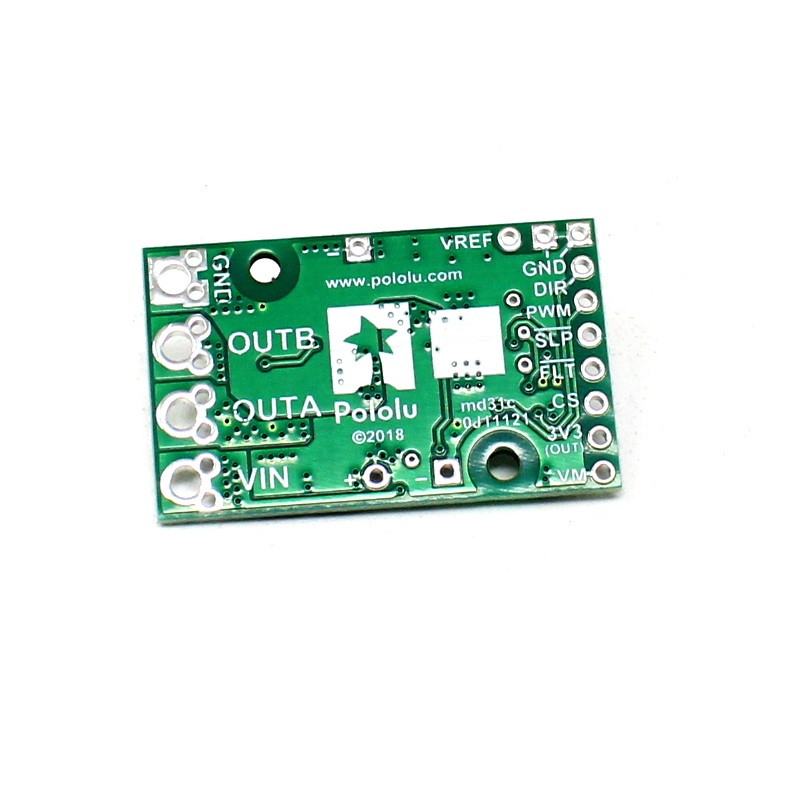 VREF
GND
www.pololu.com
GND
DIR
PWM
OUTB
SLP
FLT
OUTA
Pololu
©2018
md31c
0J11121
CS
3V3
(OUT)
VIN
+
−
VM